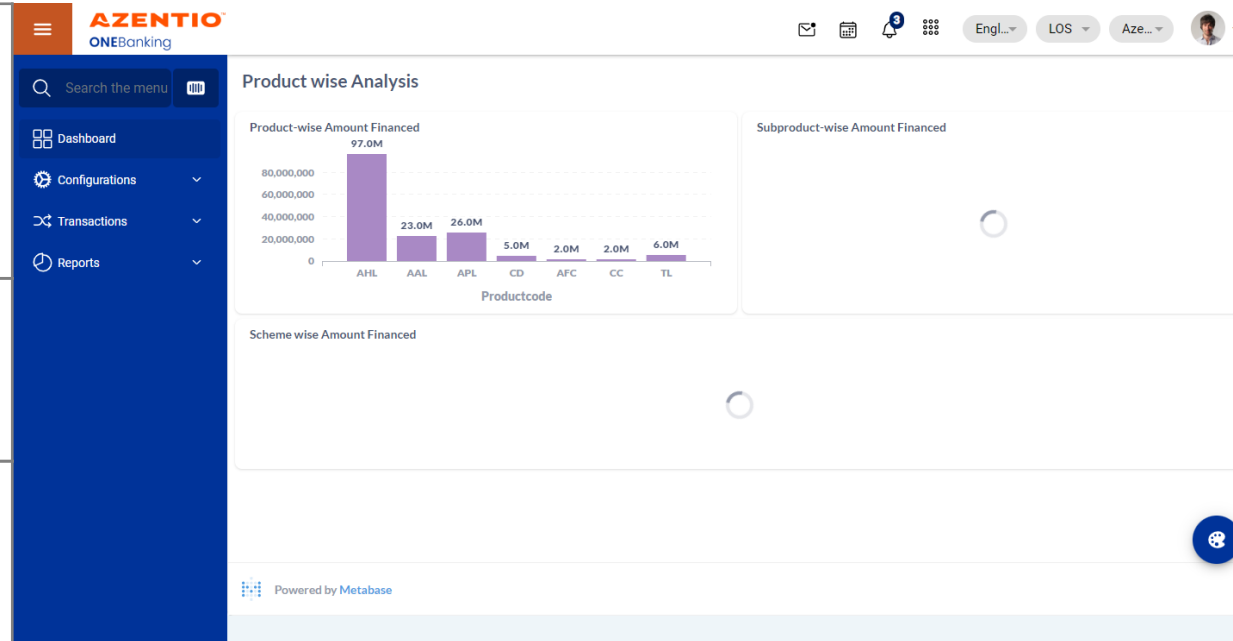 AZENTIO
ONEBanking
3
Engl...
LOS
Aze...
Search the menu
Dashboard
Configurations
Transactions
Reports
Product wise Analysis
Product-wise Amount Financed
97.0M
80,000,000
60,000,000
40,000,000
20,000,000
0
23.0M
26.0M
5.0M
2.0M
2.0M
6.0M
AHL AAL APL CD AFC CC TL
Productcode
Subproduct-wise Amount Financed
Scheme wise Amount Financed
Powered by Metabase